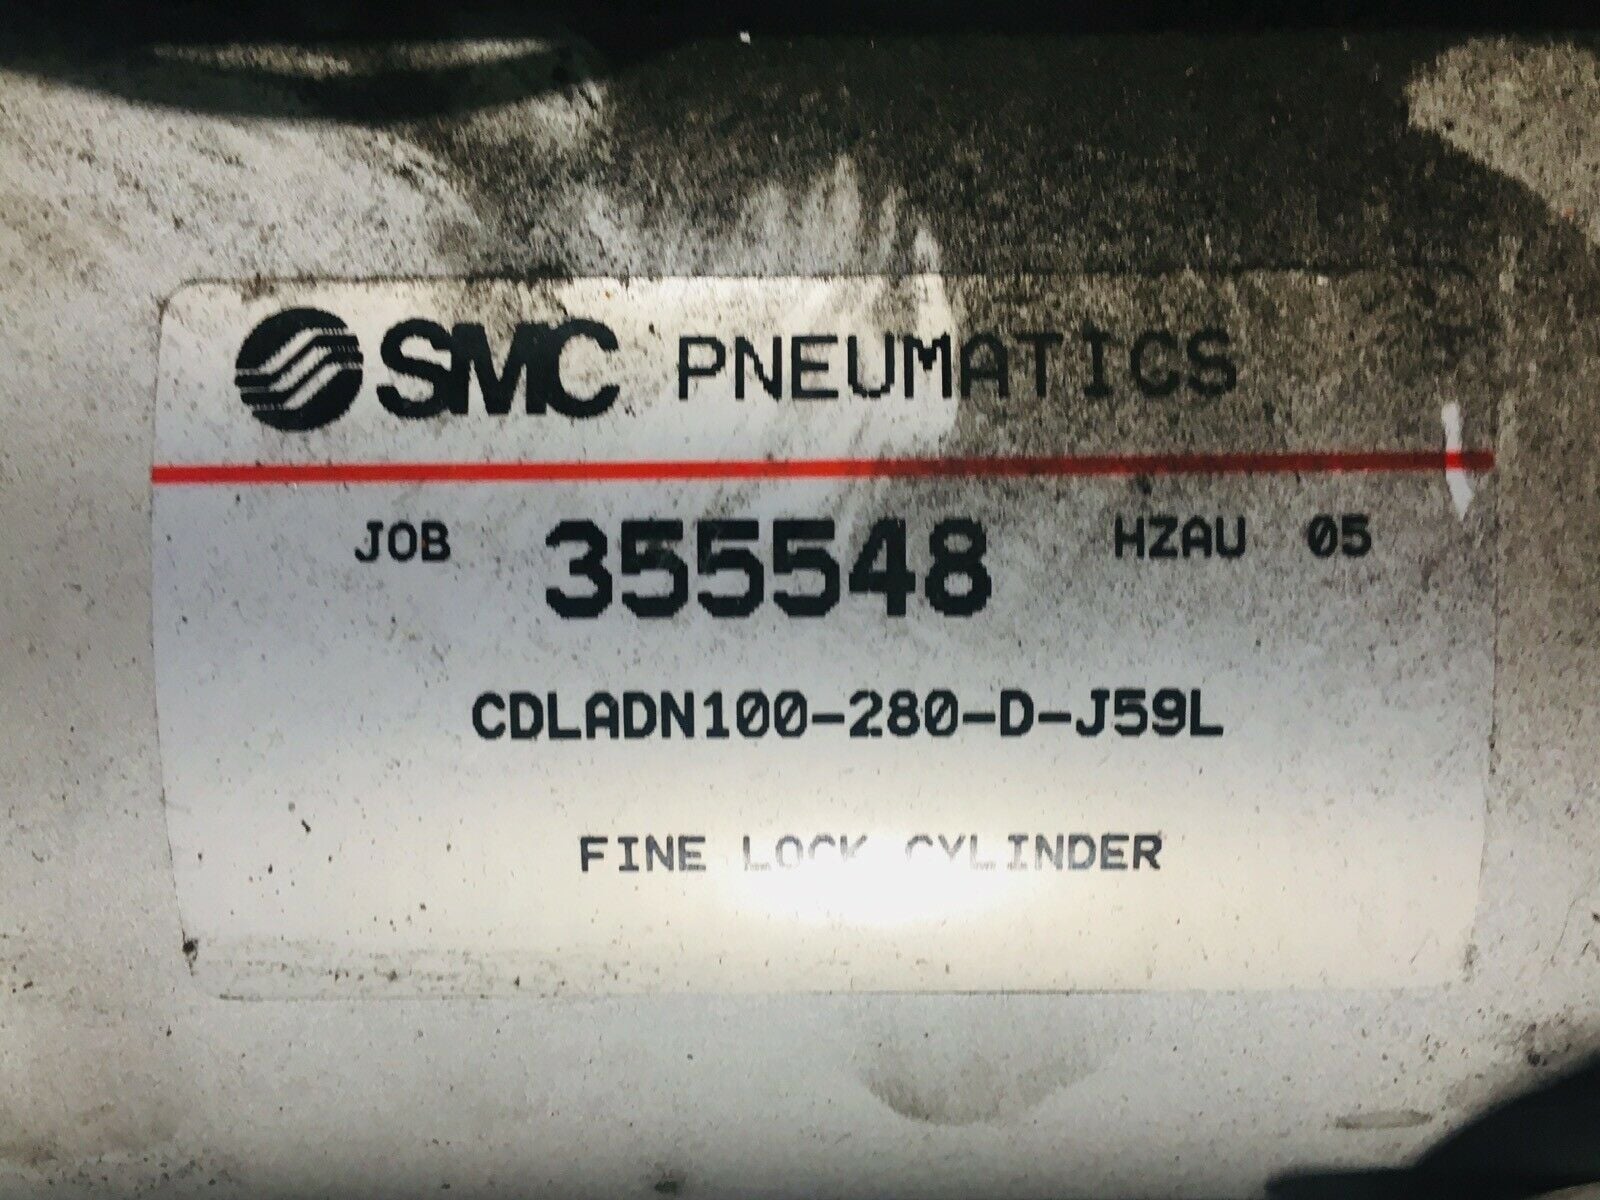 SMC PNEUMATICS
JOB 355548 HZAU 05
CDLADN100-280-D-J59L
FINE LOCK CYLINDER